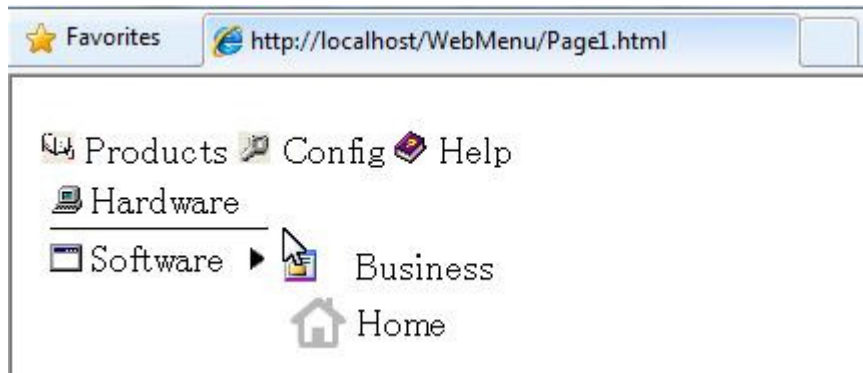 Favorites
http://localhost/WebMenu/Page1.html
Products Config Help
Hardware
Software
Business
Home